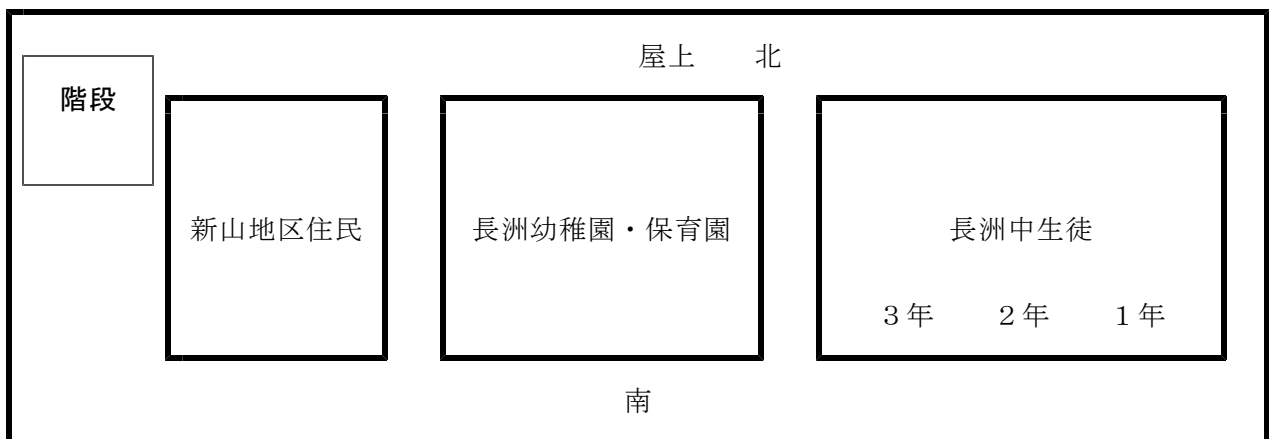 屋上　　北
階段
新山地区住民
長洲幼稚園・保育園
長洲中生徒
３年　　２年　　１年
南